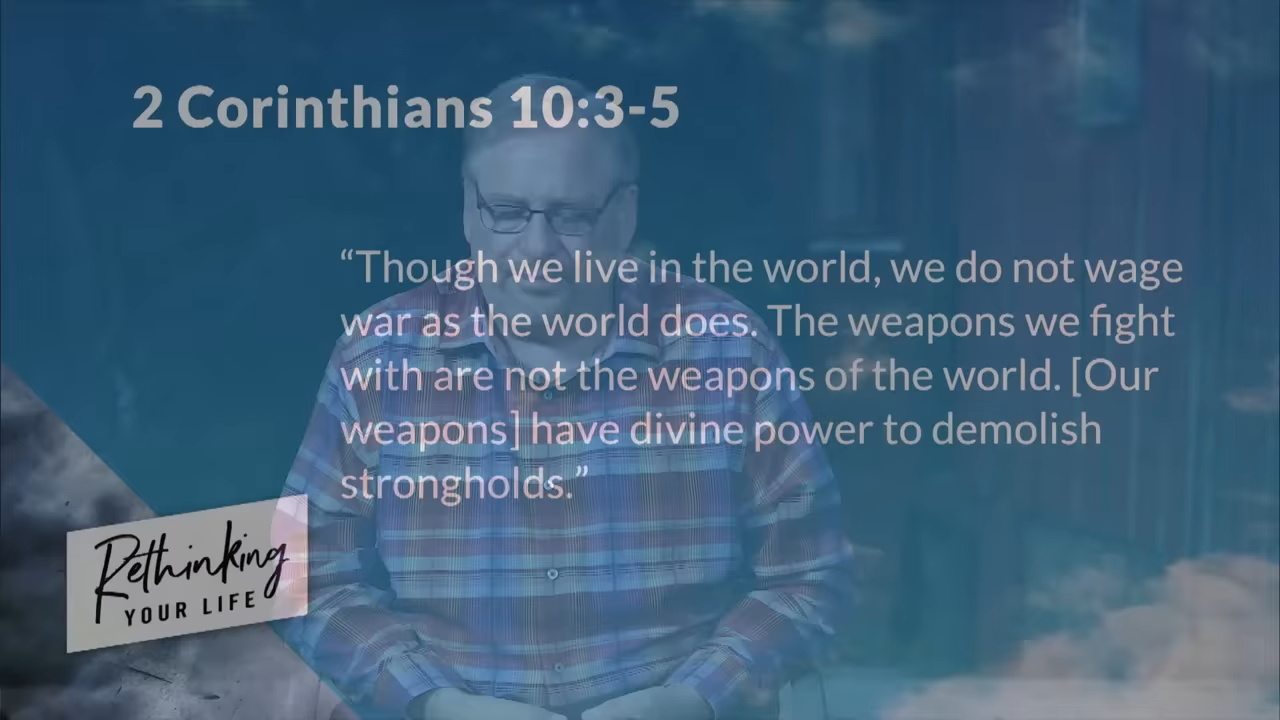 2 Corinthians 10:3-5
“Though we live in the world, we do not wage
war as the world does. The weapons we fight
with are not the weapons of the world. [Our
weapons] have divine power to demolish
strongholds.”
Rethinking
YOUR LIFE